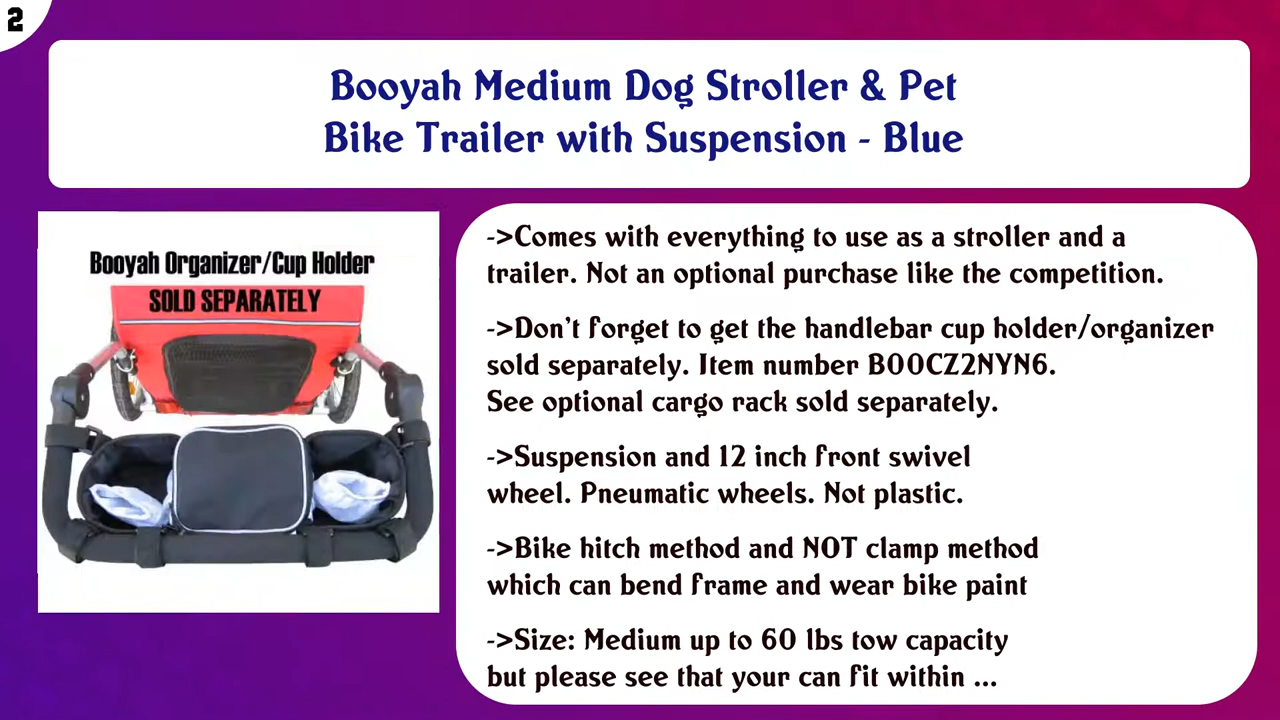 2
Booyah Medium Dog Stroller & Pet
Bike Trailer with Suspension - Blue
Booyah Organizer/Cup Holder
SOLD SEPARATELY
->Comes with everything to use as a stroller and a
trailer. Not an optional purchase like the competition.
->Don't forget to get the handlebar cup holder/organizer
sold separately. Item number B00CZ2NYN6.
See optional cargo rack sold separately.
->Suspension and 12 inch front swivel
wheel. Pneumatic wheels. Not plastic.
->Bike hitch method and NOT clamp method
which can bend frame and wear bike paint
->Size: Medium up to 60 lbs tow capacity
but please see that your can fit within ...